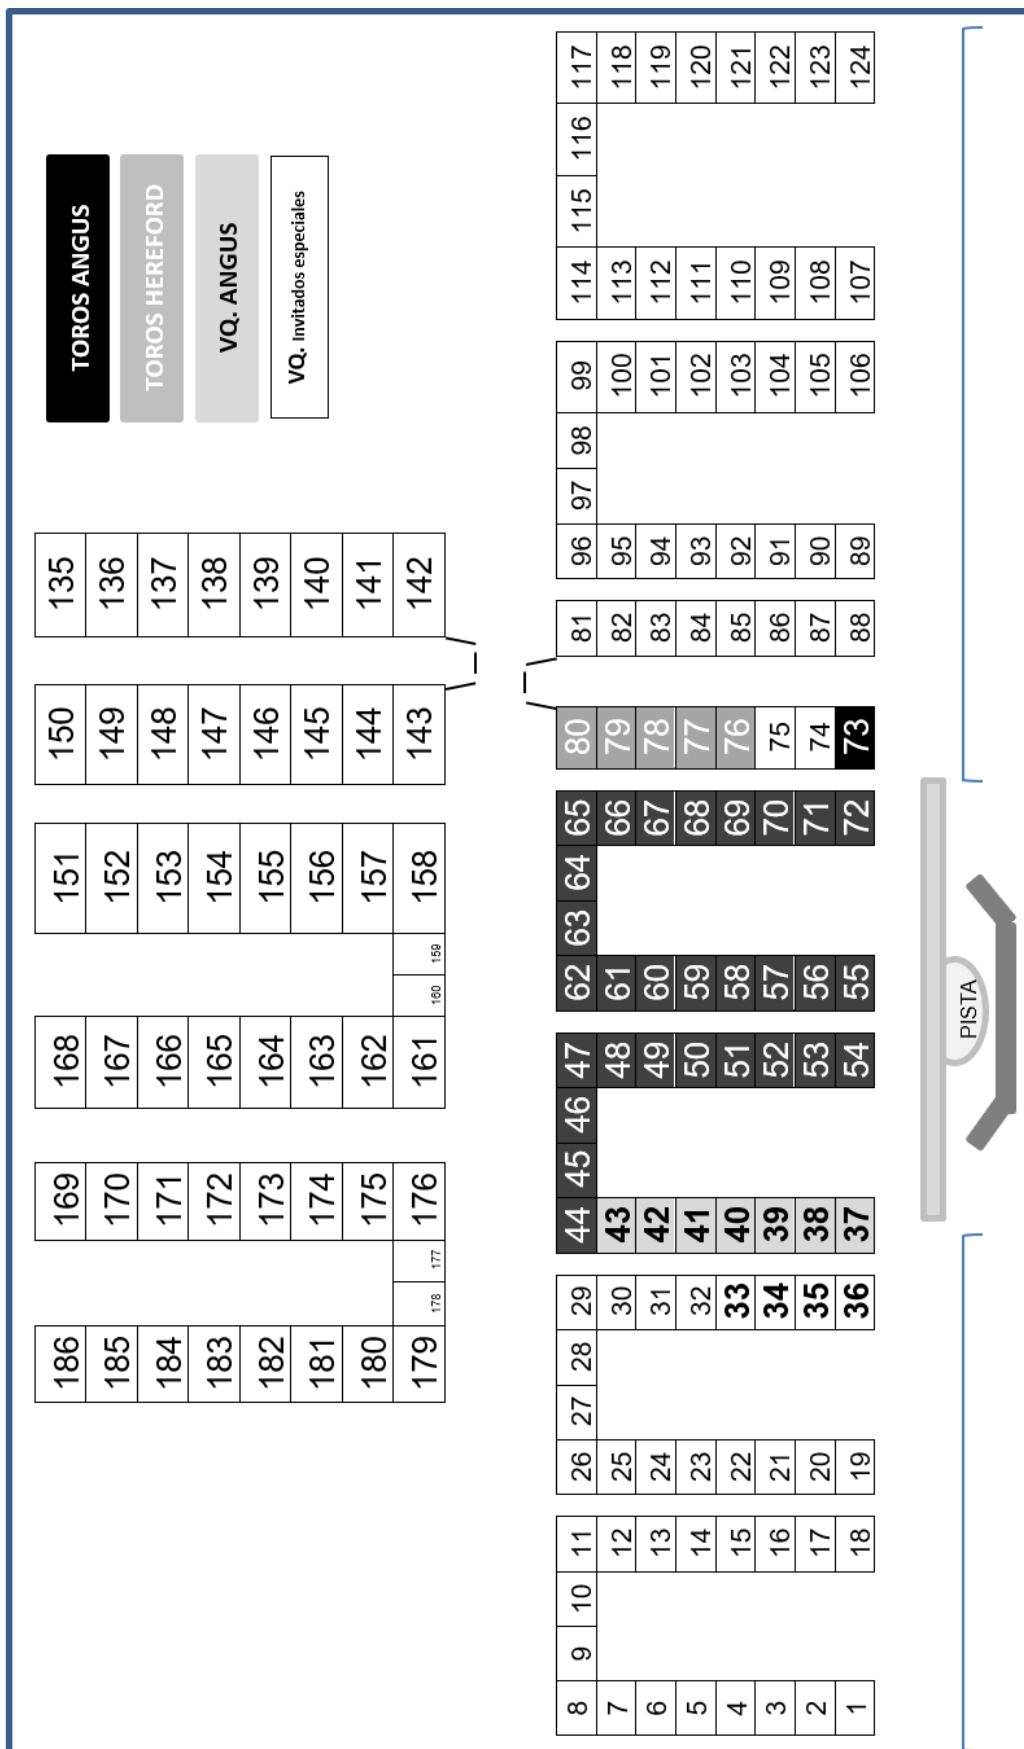 TOROS ANGUS
TOROS HEREFORD
VQ. ANGUS
VQ. Invitados especiales
186 169 168 151 150 135
185 170 167 152 149 136
184 171 166 153 148 137
183 172 165 154 147 138
182 173 164 155 146 139
181 174 163 156 145 140
180 175 162 157 144 141
179 178 177 176 161 160 159 158 143 142
8 9 10 11 26 27 28 29 44 45 46 47 62 63 64 65 80 81 96 97 98 99 114 115 116 117
7 12 25 30 43 48 61 66 79 82 95 100 113 118
6 13 24 31 42 49 60 67 78 83 94 101 112 119
5 14 23 32 41 50 59 68 77 84 93 102 111 120
4 15 22 33 40 51 58 69 76 85 92 103 110 121
3 16 21 34 39 52 57 70 75 86 91 104 109 122
2 17 20 35 38 53 56 71 74 87 90 105 108 123
1 18 19 36 37 54 55 72 73 88 89 106 107 124
PISTA